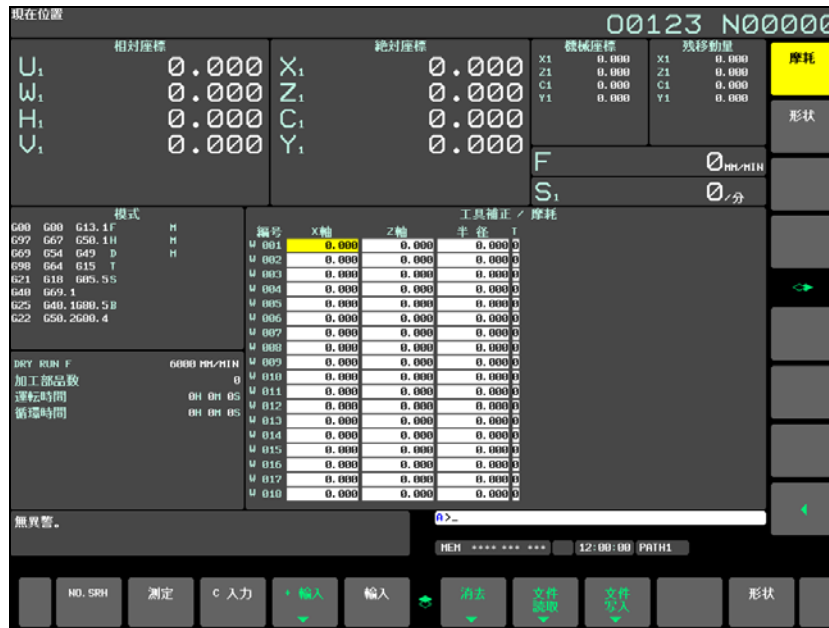 現在位置
O0123 N00000
相対座標
U1 0.000
W1 0.000
H1 0.000
V1 0.000
絶対座標
X1 0.000
Z1 0.000
C1 0.000
Y1 0.000
機械座標
X1 0.000
Z1 0.000
C1 0.000
Y1 0.000
残移動量
X1 0.000
Z1 0.000
C1 0.000
Y1 0.000
F 0MM/MIN
S1 0/分
模式
G00 G00 G13.1F M
G97 G67 G50.1H M
G69 G54 G49 D M
G98 G64 G15 T
G21 G18 G05.5S
G40 G69.1
G25 G40.1G80.5B
G22 G50.2G00.4
DRY RUN F 6000 MM/MIN
加工部品数 0
運転時間 0H 0M 0S
循環時間 0H 0M 0S
工具補正 / 摩耗
編号 X軸 Z軸 半径 T
W 001 0.000 0.000 0.000 0
W 002 0.000 0.000 0.000 0
W 003 0.000 0.000 0.000 0
W 004 0.000 0.000 0.000 0
W 005 0.000 0.000 0.000 0
W 006 0.000 0.000 0.000 0
W 007 0.000 0.000 0.000 0
W 008 0.000 0.000 0.000 0
W 009 0.000 0.000 0.000 0
W 010 0.000 0.000 0.000 0
W 011 0.000 0.000 0.000 0
W 012 0.000 0.000 0.000 0
W 013 0.000 0.000 0.000 0
W 014 0.000 0.000 0.000 0
W 015 0.000 0.000 0.000 0
W 016 0.000 0.000 0.000 0
W 017 0.000 0.000 0.000 0
W 018 0.000 0.000 0.000 0
摩耗
形状
無異警。
A>_
MEM **** *** *** 12:00:00 PATH1
NO.SRH 測定 C 入力 + 輸入 輸入 消去 文件読取 文件写入 形状